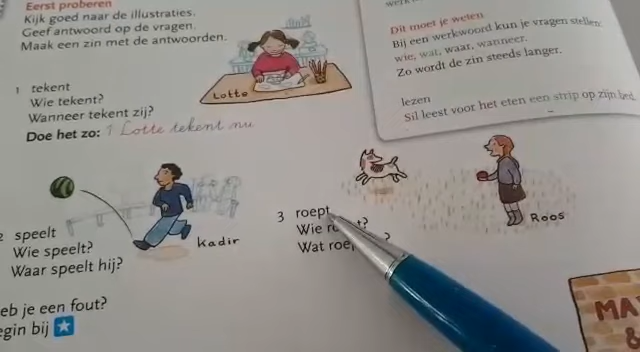 Eerst proberen
Kijk goed naar de illustraties.
Geef antwoord op de vragen.
Maak een zin met de antwoorden.
1 tekent
Wie tekent?
Wanneer tekent zij?
Doe het zo: 1 Lotte tekent nu
Lotte
Dit moet je weten
Bij een werkwoord kun je vragen stellen:
wie, wat, waar, wanneer.
Zo wordt de zin steeds langer.
lezen
Sil leest voor het eten een strip op zijn bed
2 speelt
Wie speelt?
Waar speelt hij?
Kadir
3 roept
Wie
Wat
Roos
eb je een fout?
egin bij
MA
&